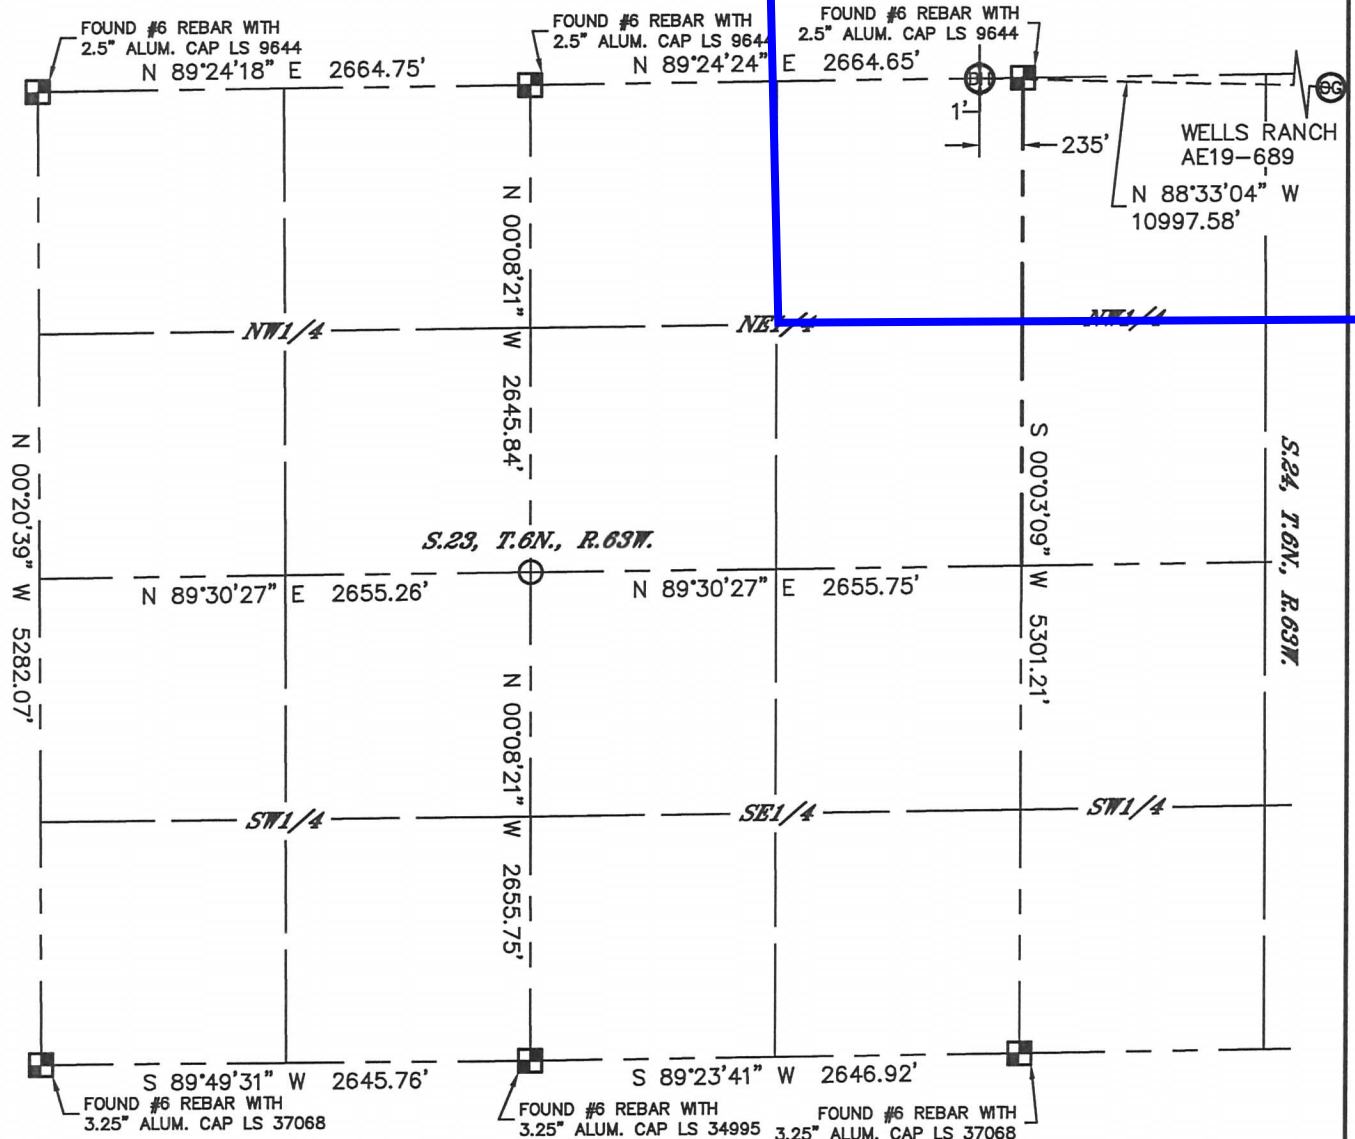 FOUND #6 REBAR WITH
2.5" ALUM. CAP LS 9644
N 89°24'18" E 2664.75'
FOUND #6 REBAR WITH
2.5" ALUM. CAP LS 9644
N 89°24'24" E 2664.65'
FOUND #6 REBAR WITH
2.5" ALUM. CAP LS 9644
1'
235'
WELLS RANCH
AE19-689
N 88°33'04" W
10997.58'
N 00°08'21" W 2645.84'
NW1/4
NE1/4
NW1/4
N 00°20'39" W 5282.07'
S 00°03'09" W 5301.21'
S.24, T.6N., R.63W.
S.23, T.6N., R.63W.
N 89°30'27" E 2655.26'
N 89°30'27" E 2655.75'
N 00°08'21" W 2655.75'
SW1/4
SE1/4
SW1/4
S 89°49'31" W 2645.76'
S 89°23'41" W 2646.92'
FOUND #6 REBAR WITH
3.25" ALUM. CAP LS 37068
FOUND #6 REBAR WITH
3.25" ALUM. CAP LS 34995
FOUND #6 REBAR WITH
3.25" ALUM. CAP LS 37068